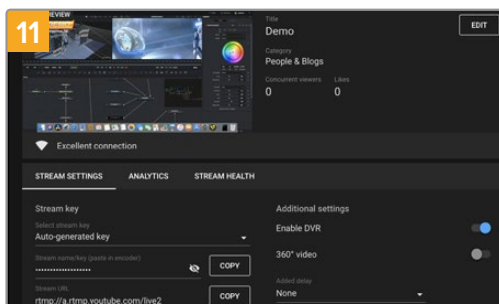 11
PREVIEW
Title
Demo
EDIT
Category
People & Blogs
Concurrent viewers Likes
0 0
Excellent connection
STREAM SETTINGS ANALYTICS STREAM HEALTH
Stream key
Additional settings
Select stream key
Auto-generated key
Enable DVR
360° video
Stream name/key (paste in encoder)
•••••••••••••••••• COPY
Added delay
None
Stream URL
rtmp://a.rtmp.youtube.com/live2 COPY